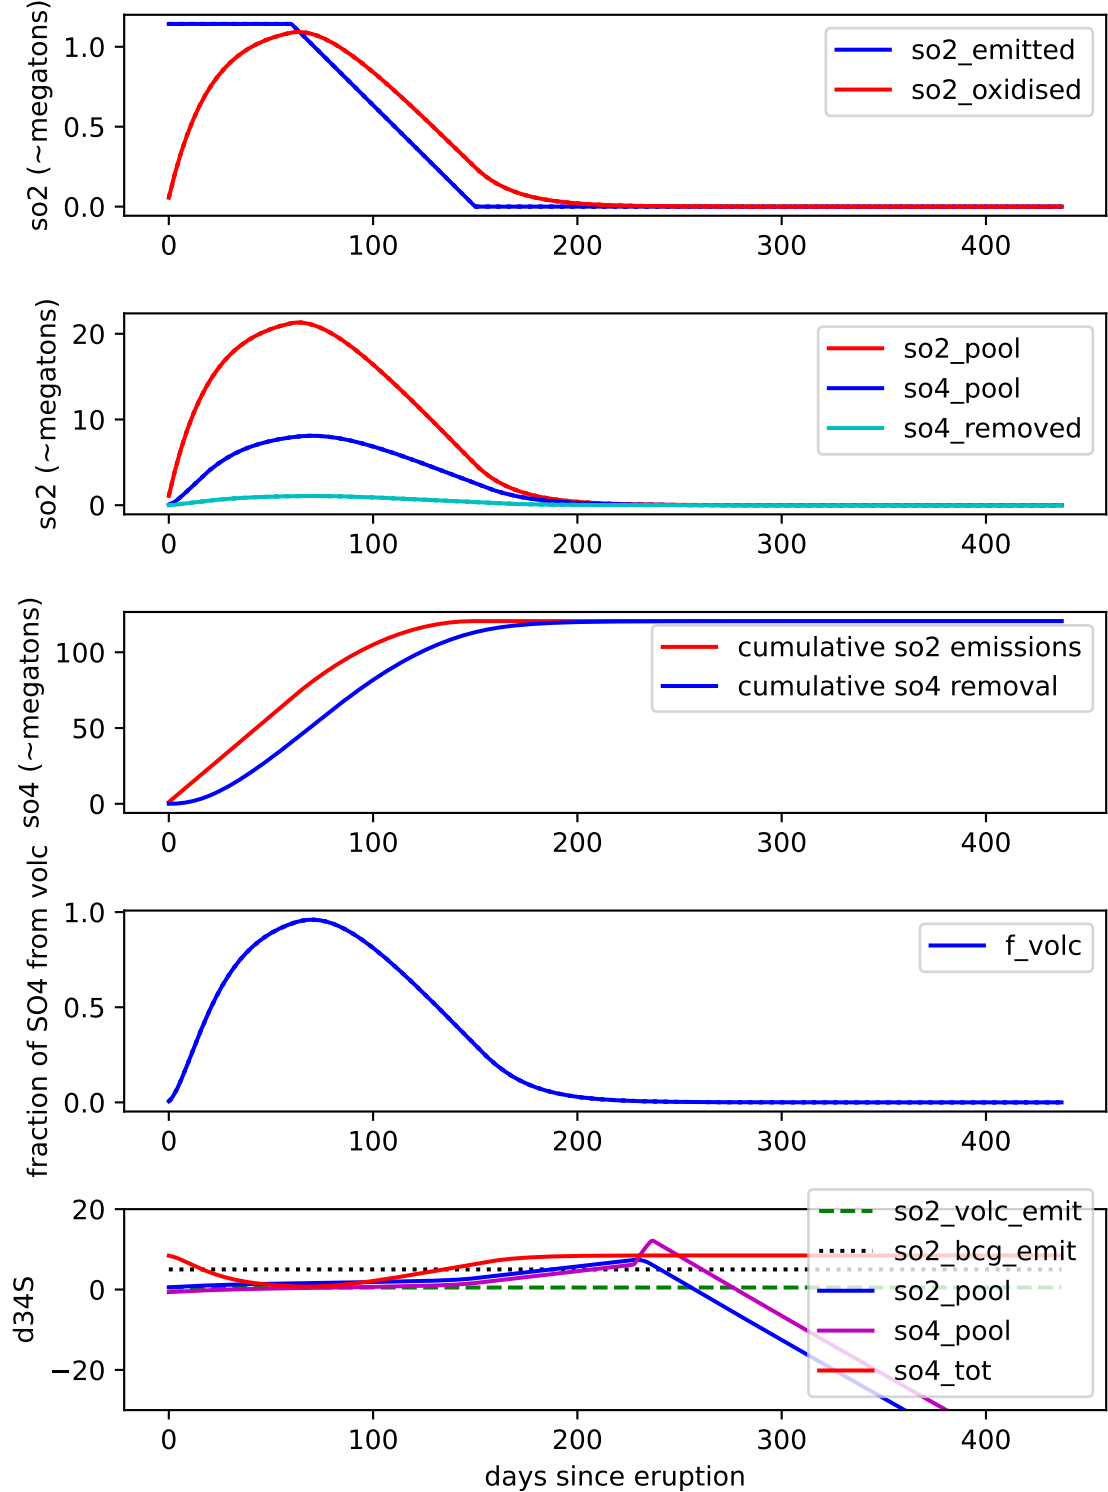 so2 (~megatons)
1.0
0.5
0.0
so2_emitted
so2_oxidised
0 100 200 300 400
so2 (~megatons)
20
10
0
so2_pool
so4_pool
so4_removed
0 100 200 300 400
so4 (~megatons)
100
50
0
cumulative so2 emissions
cumulative so4 removal
0 100 200 300 400
fraction of SO4 from volc
1.0
0.5
0.0
f_volc
0 100 200 300 400
d34S
20
0
−20
so2_volc_emit
so2_bcg_emit
so2_pool
so4_pool
so4_tot
0 100 200 300 400
days since eruption